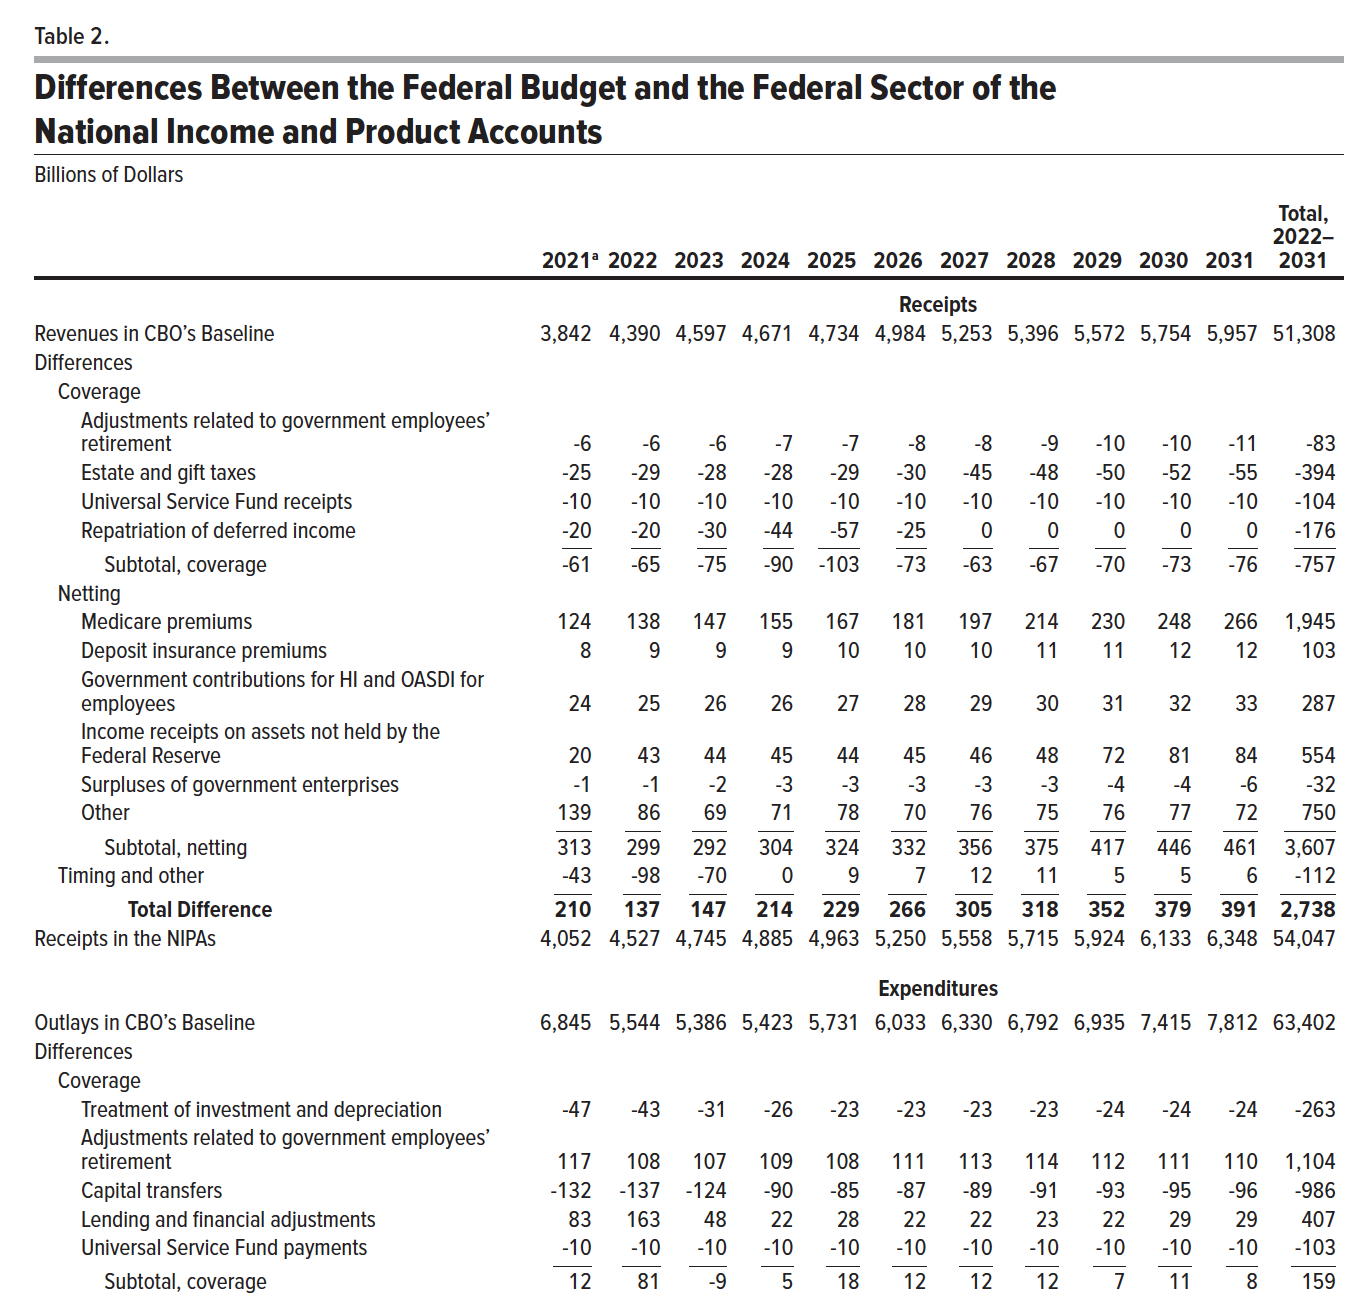 Table 2.
Differences Between the Federal Budget and the Federal Sector of the
National Income and Product Accounts
Billions of Dollars
Total,
2022–
2021ª 2022 2023 2024 2025 2026 2027 2028 2029 2030 2031 2031
Receipts
Revenues in CBO’s Baseline 3,842 4,390 4,597 4,671 4,734 4,984 5,253 5,396 5,572 5,754 5,957 51,308
Differences
Coverage
Adjustments related to government employees’
retirement -6 -6 -6 -7 -7 -8 -8 -9 -10 -10 -11 -83
Estate and gift taxes -25 -29 -28 -28 -29 -30 -45 -48 -50 -52 -55 -394
Universal Service Fund receipts -10 -10 -10 -10 -10 -10 -10 -10 -10 -10 -10 -104
Repatriation of deferred income -20 -20 -30 -44 -57 -25 0 0 0 0 0 -176
Subtotal, coverage -61 -65 -75 -90 -103 -73 -63 -67 -70 -73 -76 -757
Netting
Medicare premiums 124 138 147 155 167 181 197 214 230 248 266 1,945
Deposit insurance premiums 8 9 9 9 10 10 10 11 11 12 12 103
Government contributions for HI and OASDI for
employees 24 25 26 26 27 28 29 30 31 32 33 287
Income receipts on assets not held by the
Federal Reserve 20 43 44 45 44 45 46 48 72 81 84 554
Surpluses of government enterprises -1 -1 -2 -3 -3 -3 -3 -3 -4 -4 -6 -32
Other 139 86 69 71 78 70 76 75 76 77 72 750
Subtotal, netting 313 299 292 304 324 332 356 375 417 446 461 3,607
Timing and other -43 -98 -70 0 9 7 12 11 5 5 6 -112
Total Difference 210 137 147 214 229 266 305 318 352 379 391 2,738
Receipts in the NIPAs 4,052 4,527 4,745 4,885 4,963 5,250 5,558 5,715 5,924 6,133 6,348 54,047
Expenditures
Outlays in CBO’s Baseline 6,845 5,544 5,386 5,423 5,731 6,033 6,330 6,792 6,935 7,415 7,812 63,402
Differences
Coverage
Treatment of investment and depreciation -47 -43 -31 -26 -23 -23 -23 -23 -24 -24 -24 -263
Adjustments related to government employees’
retirement 117 108 107 109 108 111 113 114 112 111 110 1,104
Capital transfers -132 -137 -124 -90 -85 -87 -89 -91 -93 -95 -96 -986
Lending and financial adjustments 83 163 48 22 28 22 22 23 22 29 29 407
Universal Service Fund payments -10 -10 -10 -10 -10 -10 -10 -10 -10 -10 -10 -103
Subtotal, coverage 12 81 -9 5 18 12 12 12 7 11 8 159